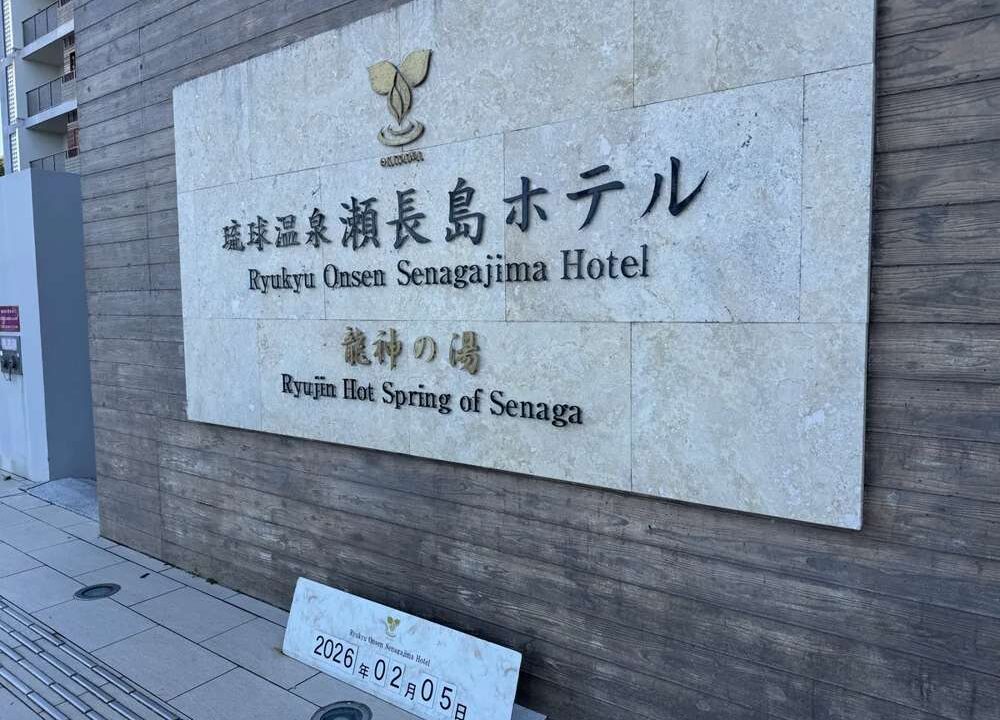 琉球温泉瀬長島ホテル
Ryukyu Onsen Senagajima Hotel
龍神の湯
Ryujin Hot Spring of Senaga
Ryukyu Onsen Senagajima Hotel
2026年02月05日